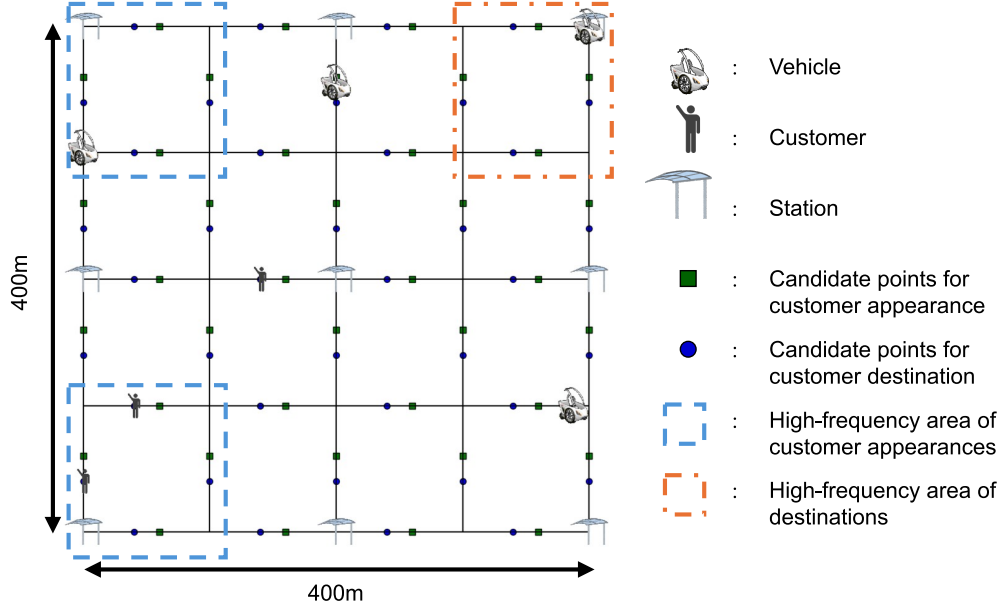 400m
400m
: Vehicle
: Customer
: Station
: Candidate points for
customer appearance
: Candidate points for
customer destination
: High-frequency area of
customer appearances
: High-frequency area of
destinations